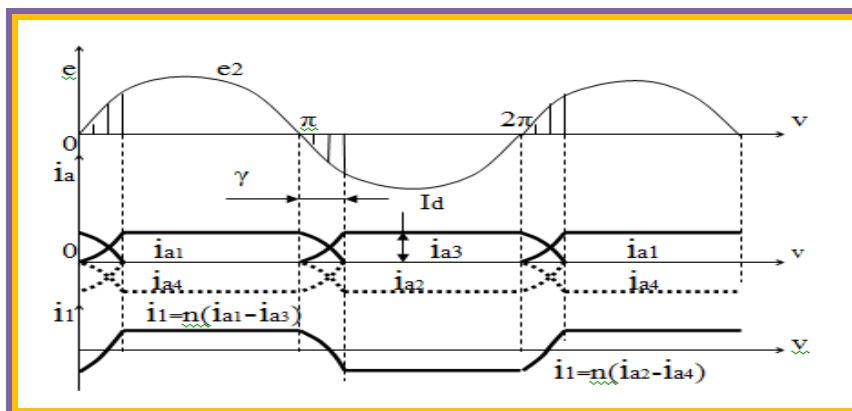 e e2
π 2π v
0
ia
γ Id
0 ia1 ia3 ia1 v
ia4 ia2 ia4
i1 i1=n(ia1-ia3)
v
i1=n(ia2-ia4)